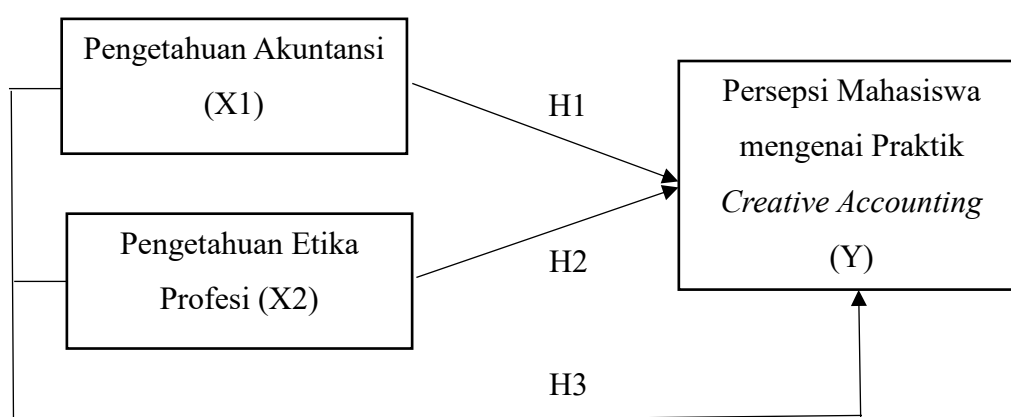 Pengetahuan Akuntansi
(X1)
H1
Persepsi Mahasiswa
mengenai Praktik
Creative Accounting
(Y)
Pengetahuan Etika
Profesi (X2)
H2
H3